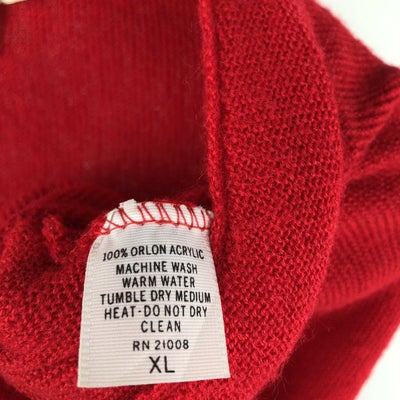 100% ORLON ACRYLIC
MACHINE WASH
WARM WATER
TUMBLE DRY MEDIUM
HEAT-DO NOT DRY
CLEAN
RN 21008
XL